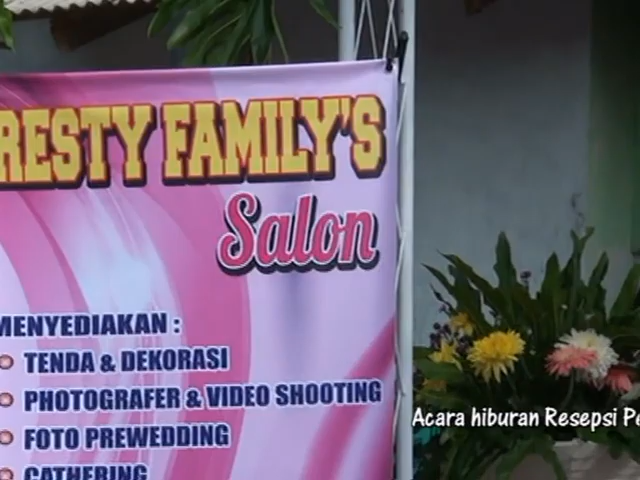 RESTY FAMILY'S
Salon
MENYEDIAKAN :
TENDA & DEKORASI
PHOTOGRAFER & VIDEO SHOOTING
FOTO PREWEDDING
CATHERING
Acara hiburan Resepsi Pe